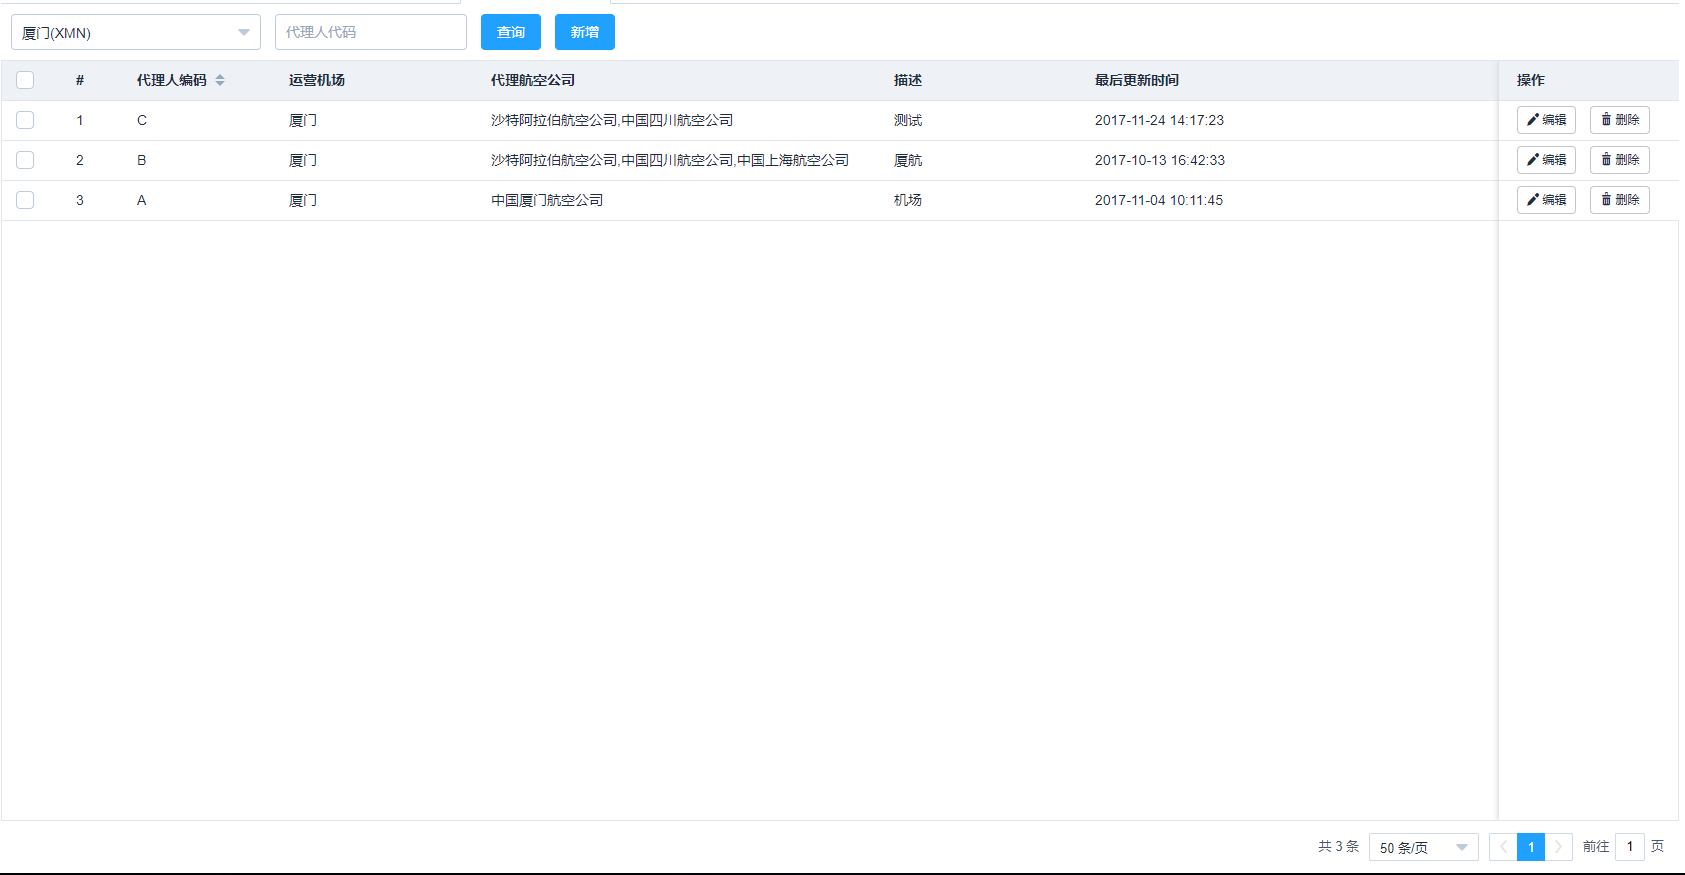 厦门(XMN) 代理人代码 查询 新增
# 代理人编码 运营机场 代理航空公司 描述 最后更新时间 操作
1 C 厦门 沙特阿拉伯航空公司,中国四川航空公司 测试 2017-11-24 14:17:23 编辑 删除
2 B 厦门 沙特阿拉伯航空公司,中国四川航空公司,中国上海航空公司 厦航 2017-10-13 16:42:33 编辑 删除
3 A 厦门 中国厦门航空公司 机场 2017-11-04 10:11:45 编辑 删除
共 3 条 50 条/页 1 前往 1 页